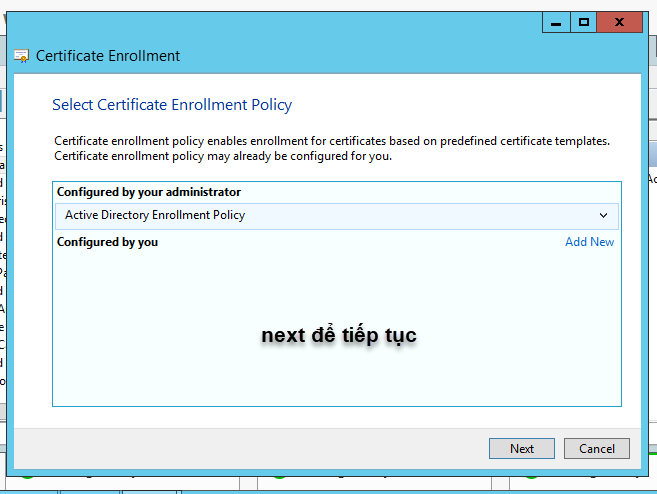 Certificate Enrollment
Select Certificate Enrollment Policy
Certificate enrollment policy enables enrollment for certificates based on predefined certificate templates.
Certificate enrollment policy may already be configured for you.
Configured by your administrator
Active Directory Enrollment Policy
Configured by you
Add New
next để tiếp tục
Next
Cancel